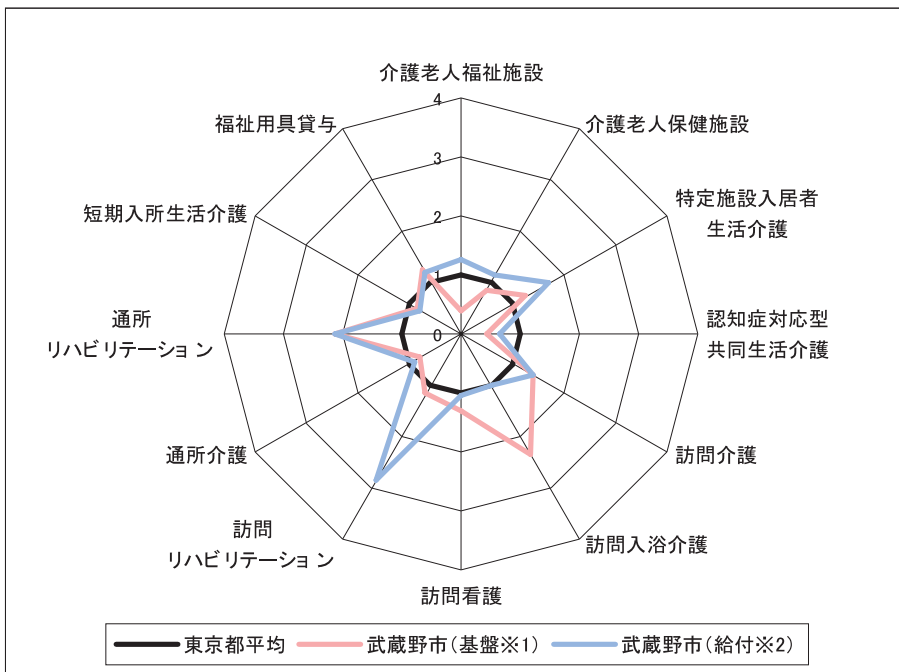 介護老人福祉施設
介護老人保健施設
特定施設入居者
生活介護
認知症対応型
共同生活介護
訪問介護
訪問入浴介護
訪問看護
訪問
リハビリテーション
通所介護
通所
リハビリテーション
短期入所生活介護
福祉用具貸与
4
3
2
1
0
東京都平均
武蔵野市(基盤※1)
武蔵野市(給付※2)